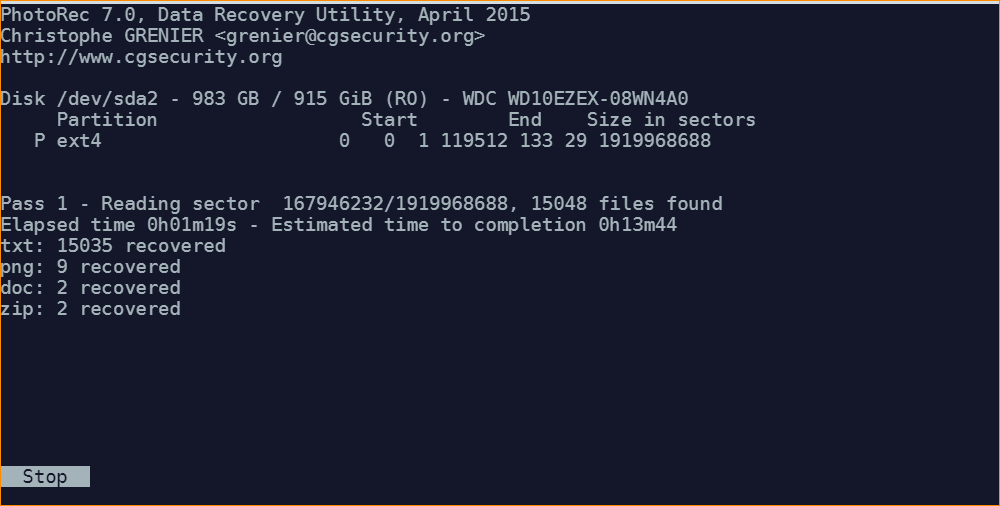 PhotoRec 7.0, Data Recovery Utility, April 2015
Christophe GRENIER <grenier@cgsecurity.org>
http://www.cgsecurity.org
Disk /dev/sda2 - 983 GB / 915 GiB (RO) - WDC WD10EZEX-08WN4A0
Partition Start End Size in sectors
P ext4 0 0 1 119512 133 29 1919968688
Pass 1 - Reading sector 167946232/1919968688, 15048 files found
Elapsed time 0h01m19s - Estimated time to completion 0h13m44
txt: 15035 recovered
png: 9 recovered
doc: 2 recovered
zip: 2 recovered
Stop